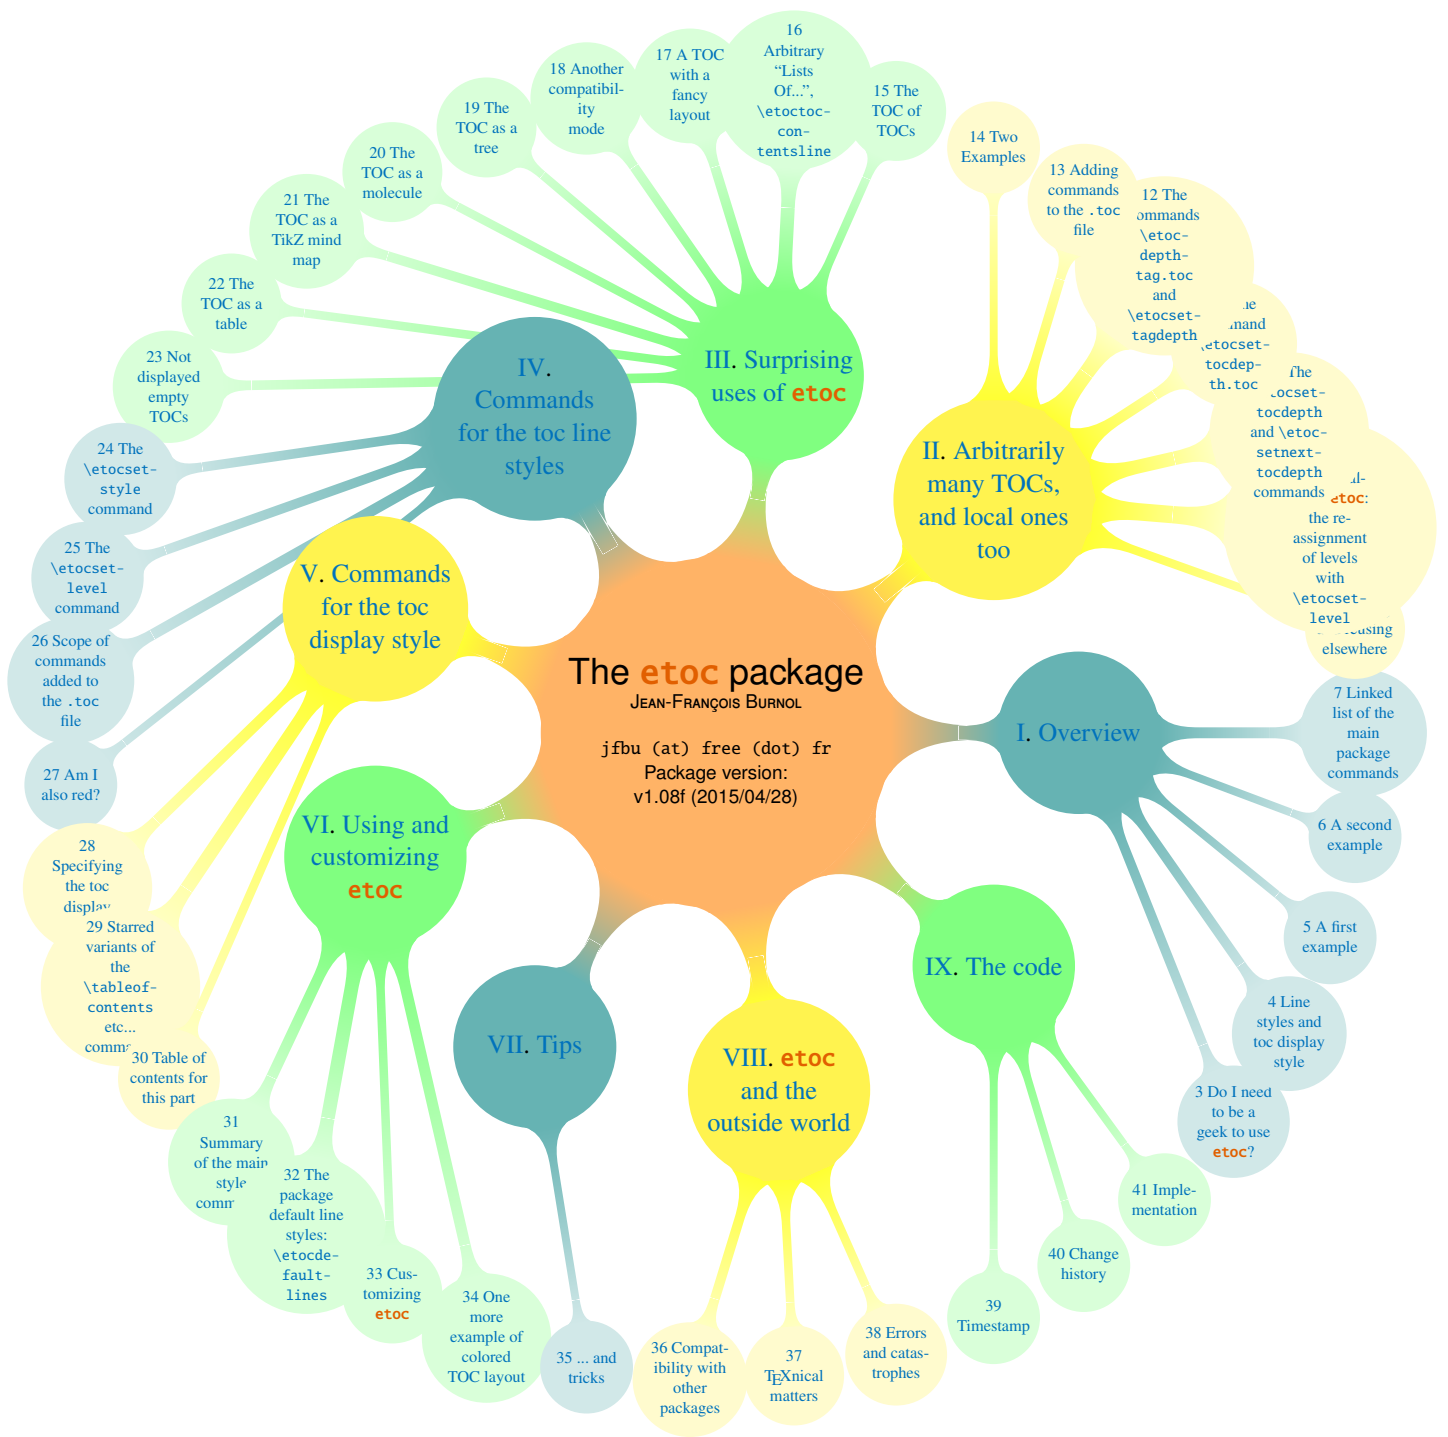 The etoc package
Jean-François Burnol
jfbu (at) free (dot) fr
Package version:
v1.08f (2015/04/28)
I. Overview
3 Do I need
to be a
geek to use
etoc?
4 Line
styles and
toc display
style
5 A first
example
6 A second
example
7 Linked
list of the
main
package
commands
II. Arbitrarily
many TOCs,
and local ones
too
elsewhere
etoc:
the re-
assignment
of levels
with
\etocset-
level
tocdepth
and \etoc-
setnext-
tocdepth
commands
tocdep-
th.toc
12 The
\etoc-
depth-
tag.toc
and
\etocset-
tagdepth
13 Adding
commands
to the .toc
file
14 Two
Examples
III. Surprising
uses of etoc
15 The
TOC of
TOCs
16
Arbitrary
“Lists
Of...”,
\etoctoc-
con-
tentsline
17 A TOC
with a
fancy
layout
18 Another
compatibil-
ity
mode
19 The
TOC as a
tree
20 The
TOC as a
molecule
21 The
TOC as a
TikZ mind
map
22 The
TOC as a
table
23 Not
displayed
empty
TOCs
IV.
Commands
for the toc line
styles
24 The
\etocset-
style
command
25 The
\etocset-
level
command
26 Scope of
commands
added to
the .toc
file
27 Am I
also red?
V. Commands
for the toc
display style
28
Specifying
the toc
display
29 Starred
variants of
the
\tableof-
contents
etc...
30 Table of
contents for
this part
VI. Using and
customizing
etoc
31
Summary
of the main
style
32 The
package
default line
styles:
\etocde-
fault-
lines
33 Cus-
tomizing
etoc
34 One
more
example of
colored
TOC layout
VII. Tips
35 ... and
tricks
VIII. etoc
and the
outside world
36 Compat-
ibility with
other
packages
37
TEXnical
matters
38 Errors
and catas-
trophes
IX. The code
39
Timestamp
40 Change
history
41 Imple-
mentation